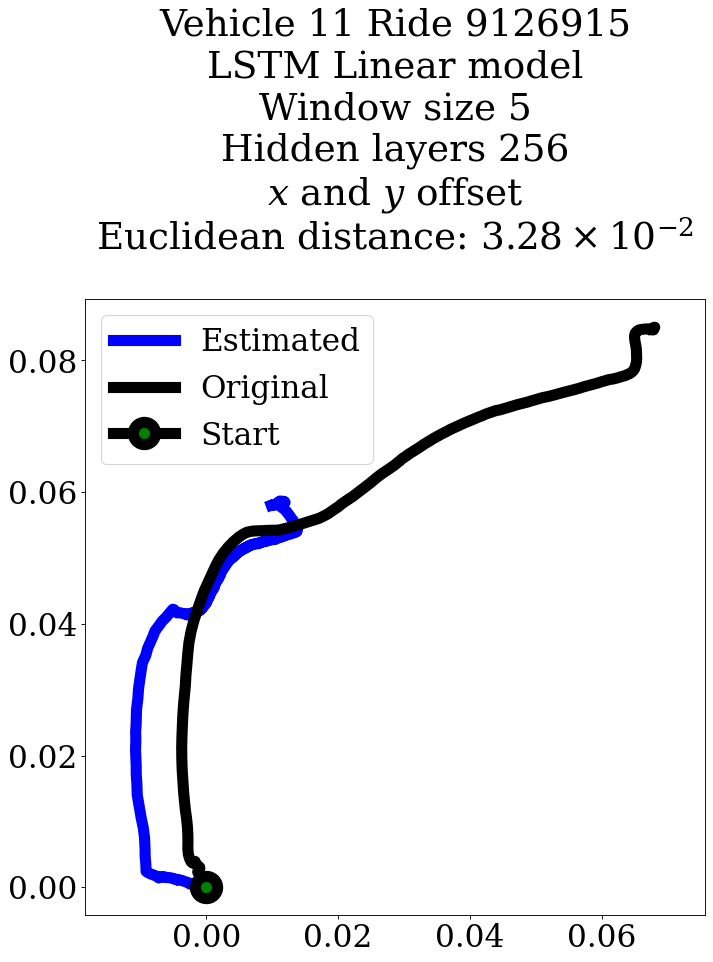 Vehicle 11 Ride 9126915
LSTM Linear model
Window size 5
Hidden layers 256
x and y offset
Euclidean distance: 3.28 × 10⁻²
Estimated
Original
Start
0.08
0.06
0.04
0.02
0.00
0.00 0.02 0.04 0.06